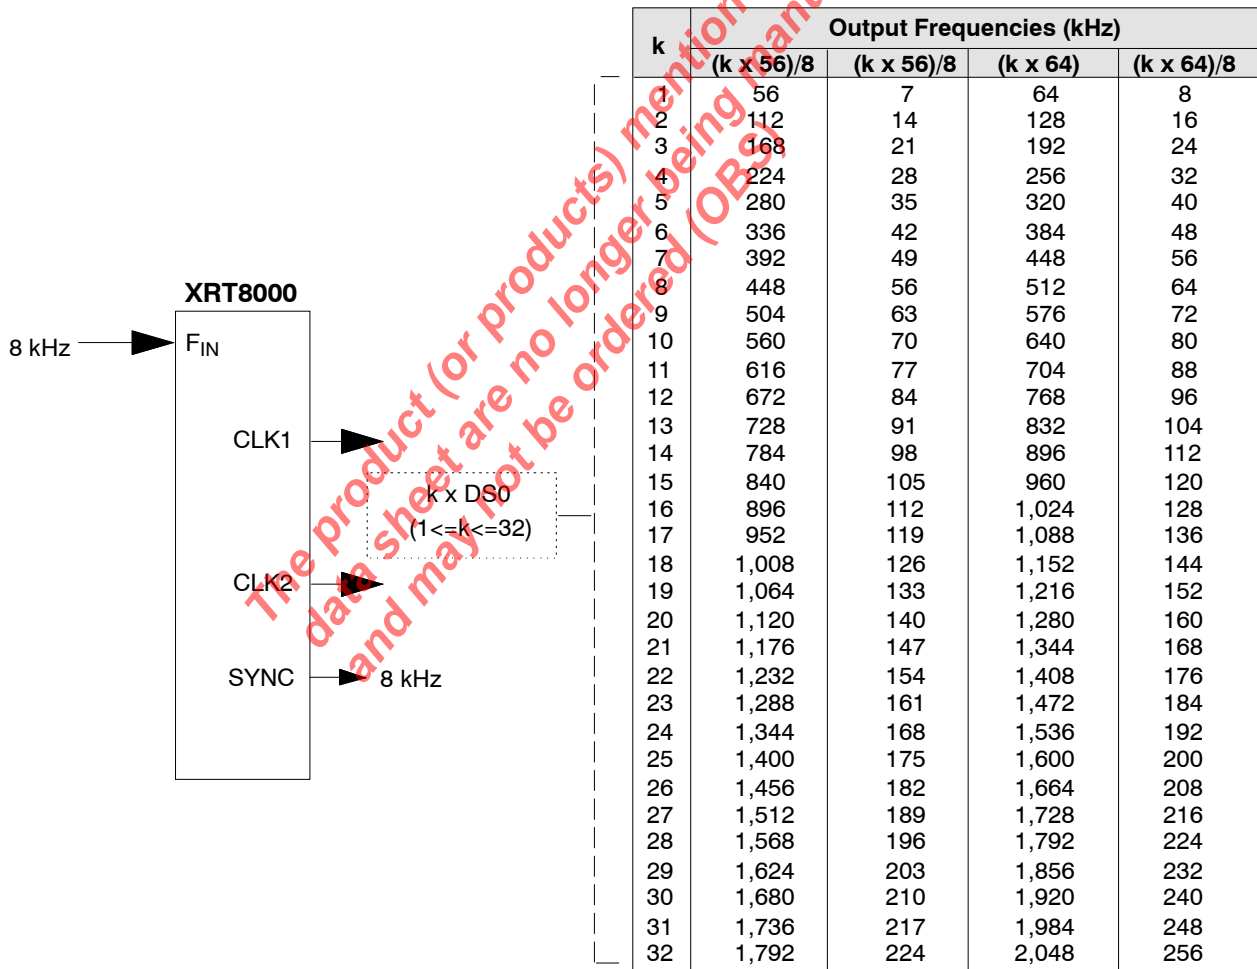 XRT8000
8 kHz
FIN
CLK1
k x DS0
(1<=k<=32)
CLK2
SYNC
8 kHz
k Output Frequencies (kHz)
(k x 56)/8 (k x 56)/8 (k x 64) (k x 64)/8
1 56 7 64 8
2 112 14 128 16
3 168 21 192 24
4 224 28 256 32
5 280 35 320 40
6 336 42 384 48
7 392 49 448 56
8 448 56 512 64
9 504 63 576 72
10 560 70 640 80
11 616 77 704 88
12 672 84 768 96
13 728 91 832 104
14 784 98 896 112
15 840 105 960 120
16 896 112 1,024 128
17 952 119 1,088 136
18 1,008 126 1,152 144
19 1,064 133 1,216 152
20 1,120 140 1,280 160
21 1,176 147 1,344 168
22 1,232 154 1,408 176
23 1,288 161 1,472 184
24 1,344 168 1,536 192
25 1,400 175 1,600 200
26 1,456 182 1,664 208
27 1,512 189 1,728 216
28 1,568 196 1,792 224
29 1,624 203 1,856 232
30 1,680 210 1,920 240
31 1,736 217 1,984 248
32 1,792 224 2,048 256
The product (or products) mention
data sheet are no longer being manu
and may not be ordered (OBS)